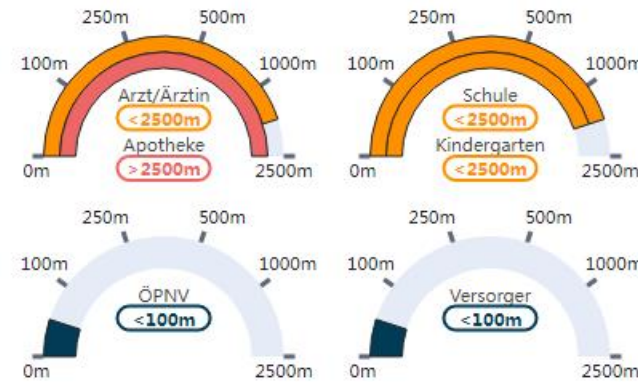 250m 500m
100m 1000m
Arzt/Ärztin
<2500m
Apotheke
>2500m
0m 2500m
250m 500m
100m 1000m
Schule
<2500m
Kindergarten
<2500m
0m 2500m
250m 500m
100m 1000m
ÖPNV
<100m
0m 2500m
250m 500m
100m 1000m
Versorger
<100m
0m 2500m